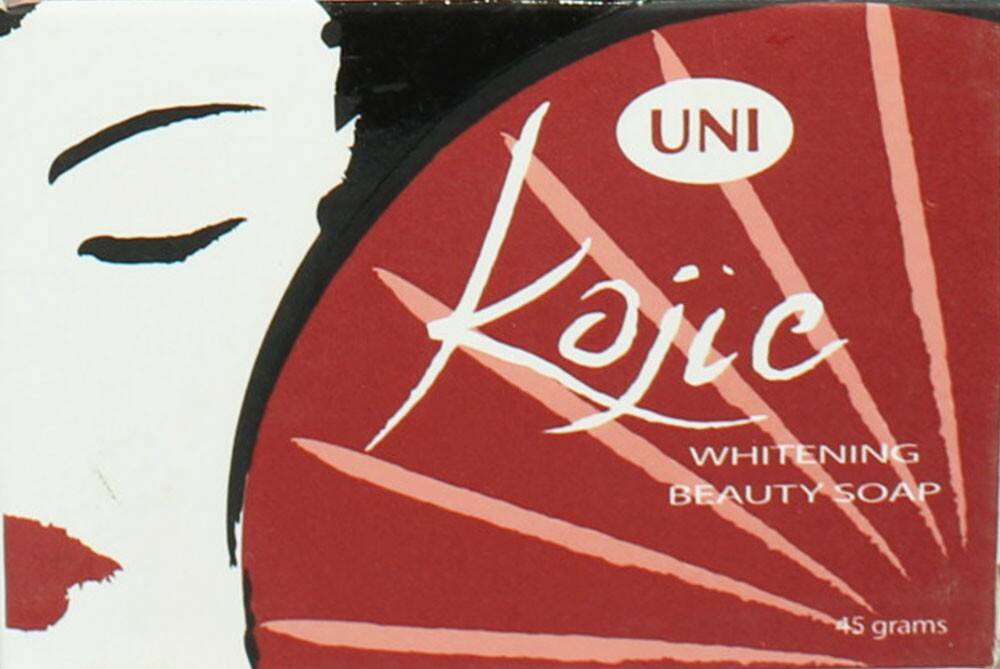 UNI
Kojic
WHITENING
BEAUTY SOAP
45 grams